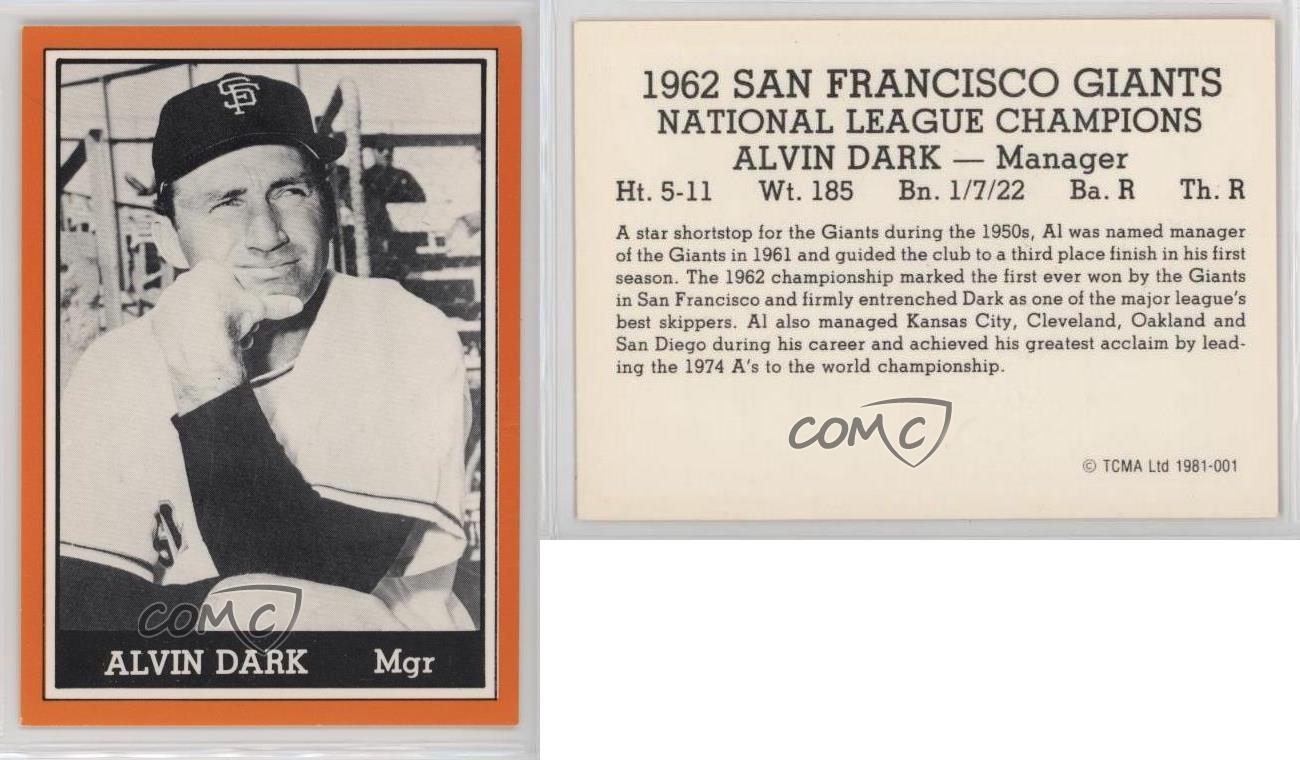 SF
ALVIN DARK Mgr
COMC
1962 SAN FRANCISCO GIANTS
NATIONAL LEAGUE CHAMPIONS
ALVIN DARK — Manager
Ht. 5-11 Wt. 185 Bn. 1/7/22 Ba. R Th. R
A star shortstop for the Giants during the 1950s, Al was named manager
of the Giants in 1961 and guided the club to a third place finish in his first
season. The 1962 championship marked the first ever won by the Giants
in San Francisco and firmly entrenched Dark as one of the major league's
best skippers. Al also managed Kansas City, Cleveland, Oakland and
San Diego during his career and achieved his greatest acclaim by lead-
ing the 1974 A's to the world championship.
COMC
© TCMA Ltd 1981-001